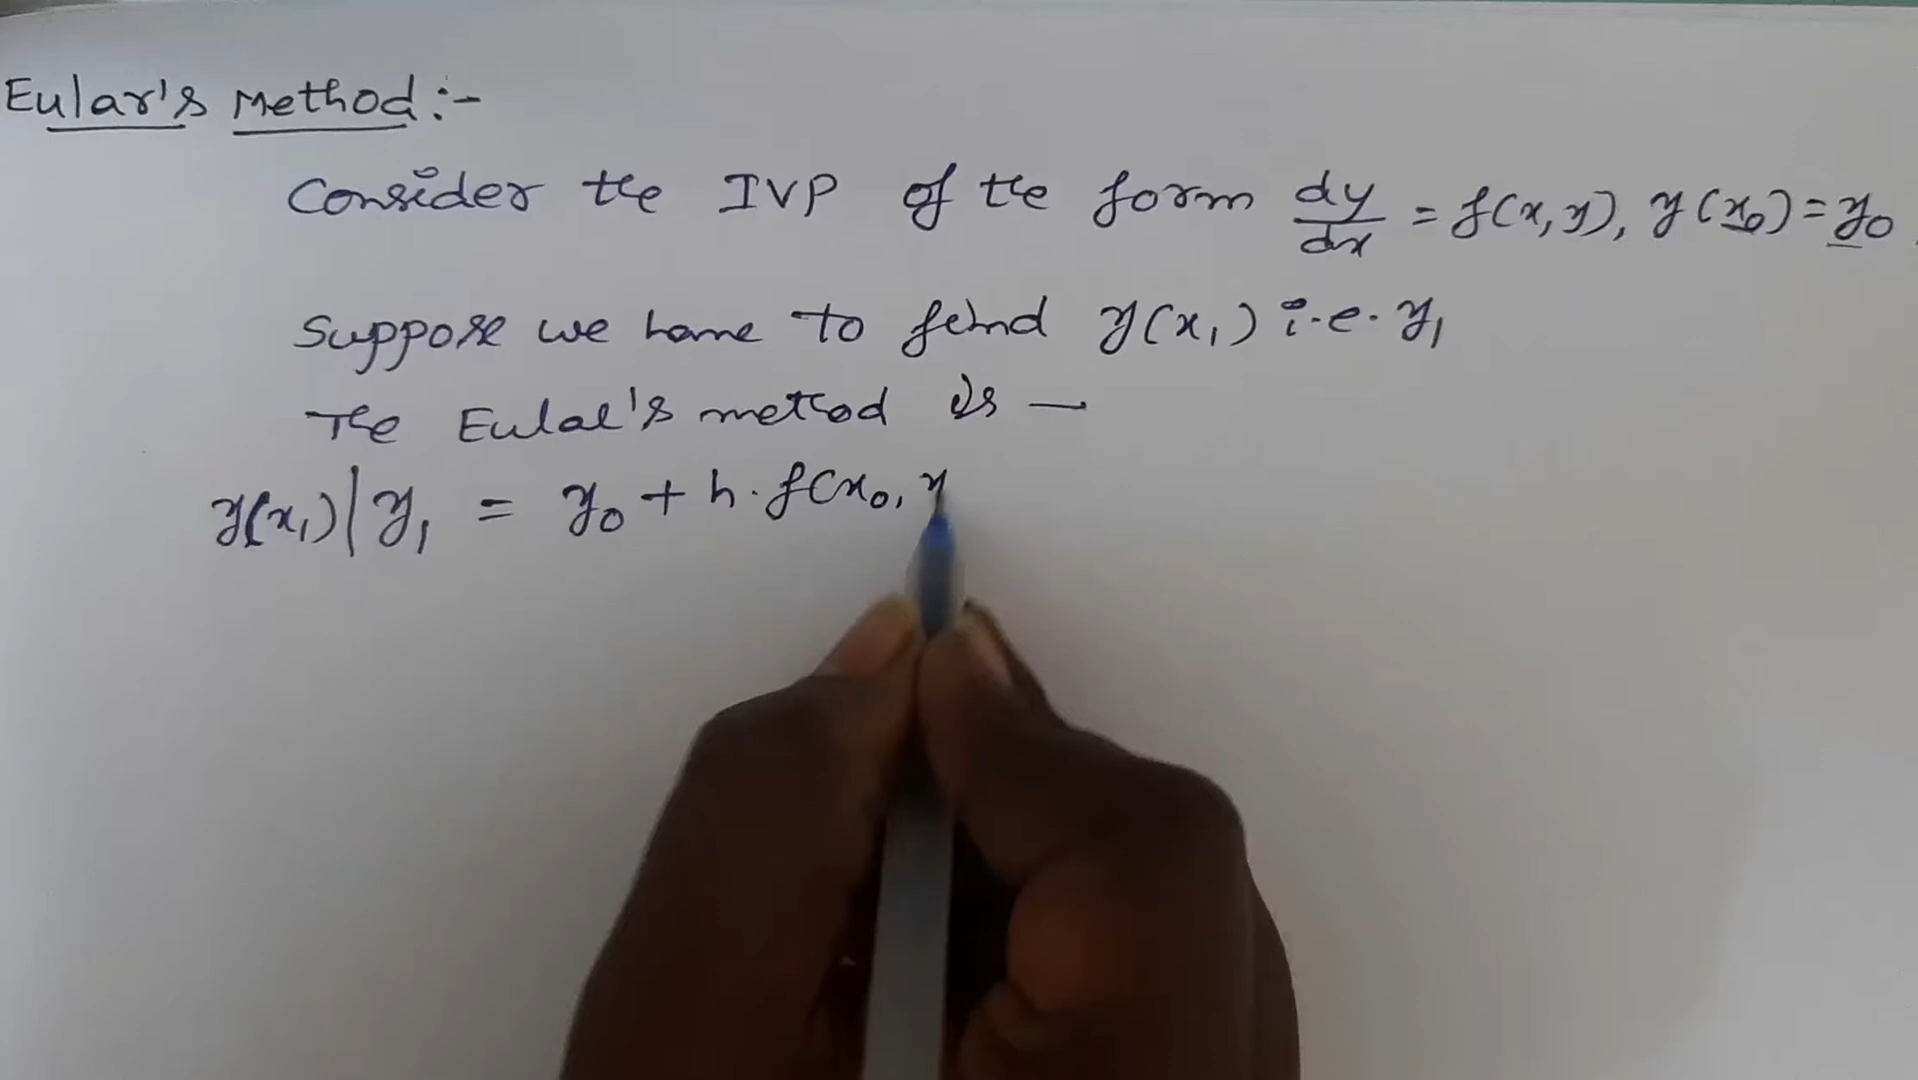 Eular's Method:-
Consider the IVP of the form dy/dx = f(x,y), y(x₀)=y₀.
Suppose we have to feind y(x₁) i.e. y₁
The Eular's method is —
y(x₁)|y₁ = y₀ + h.f(x₀, y